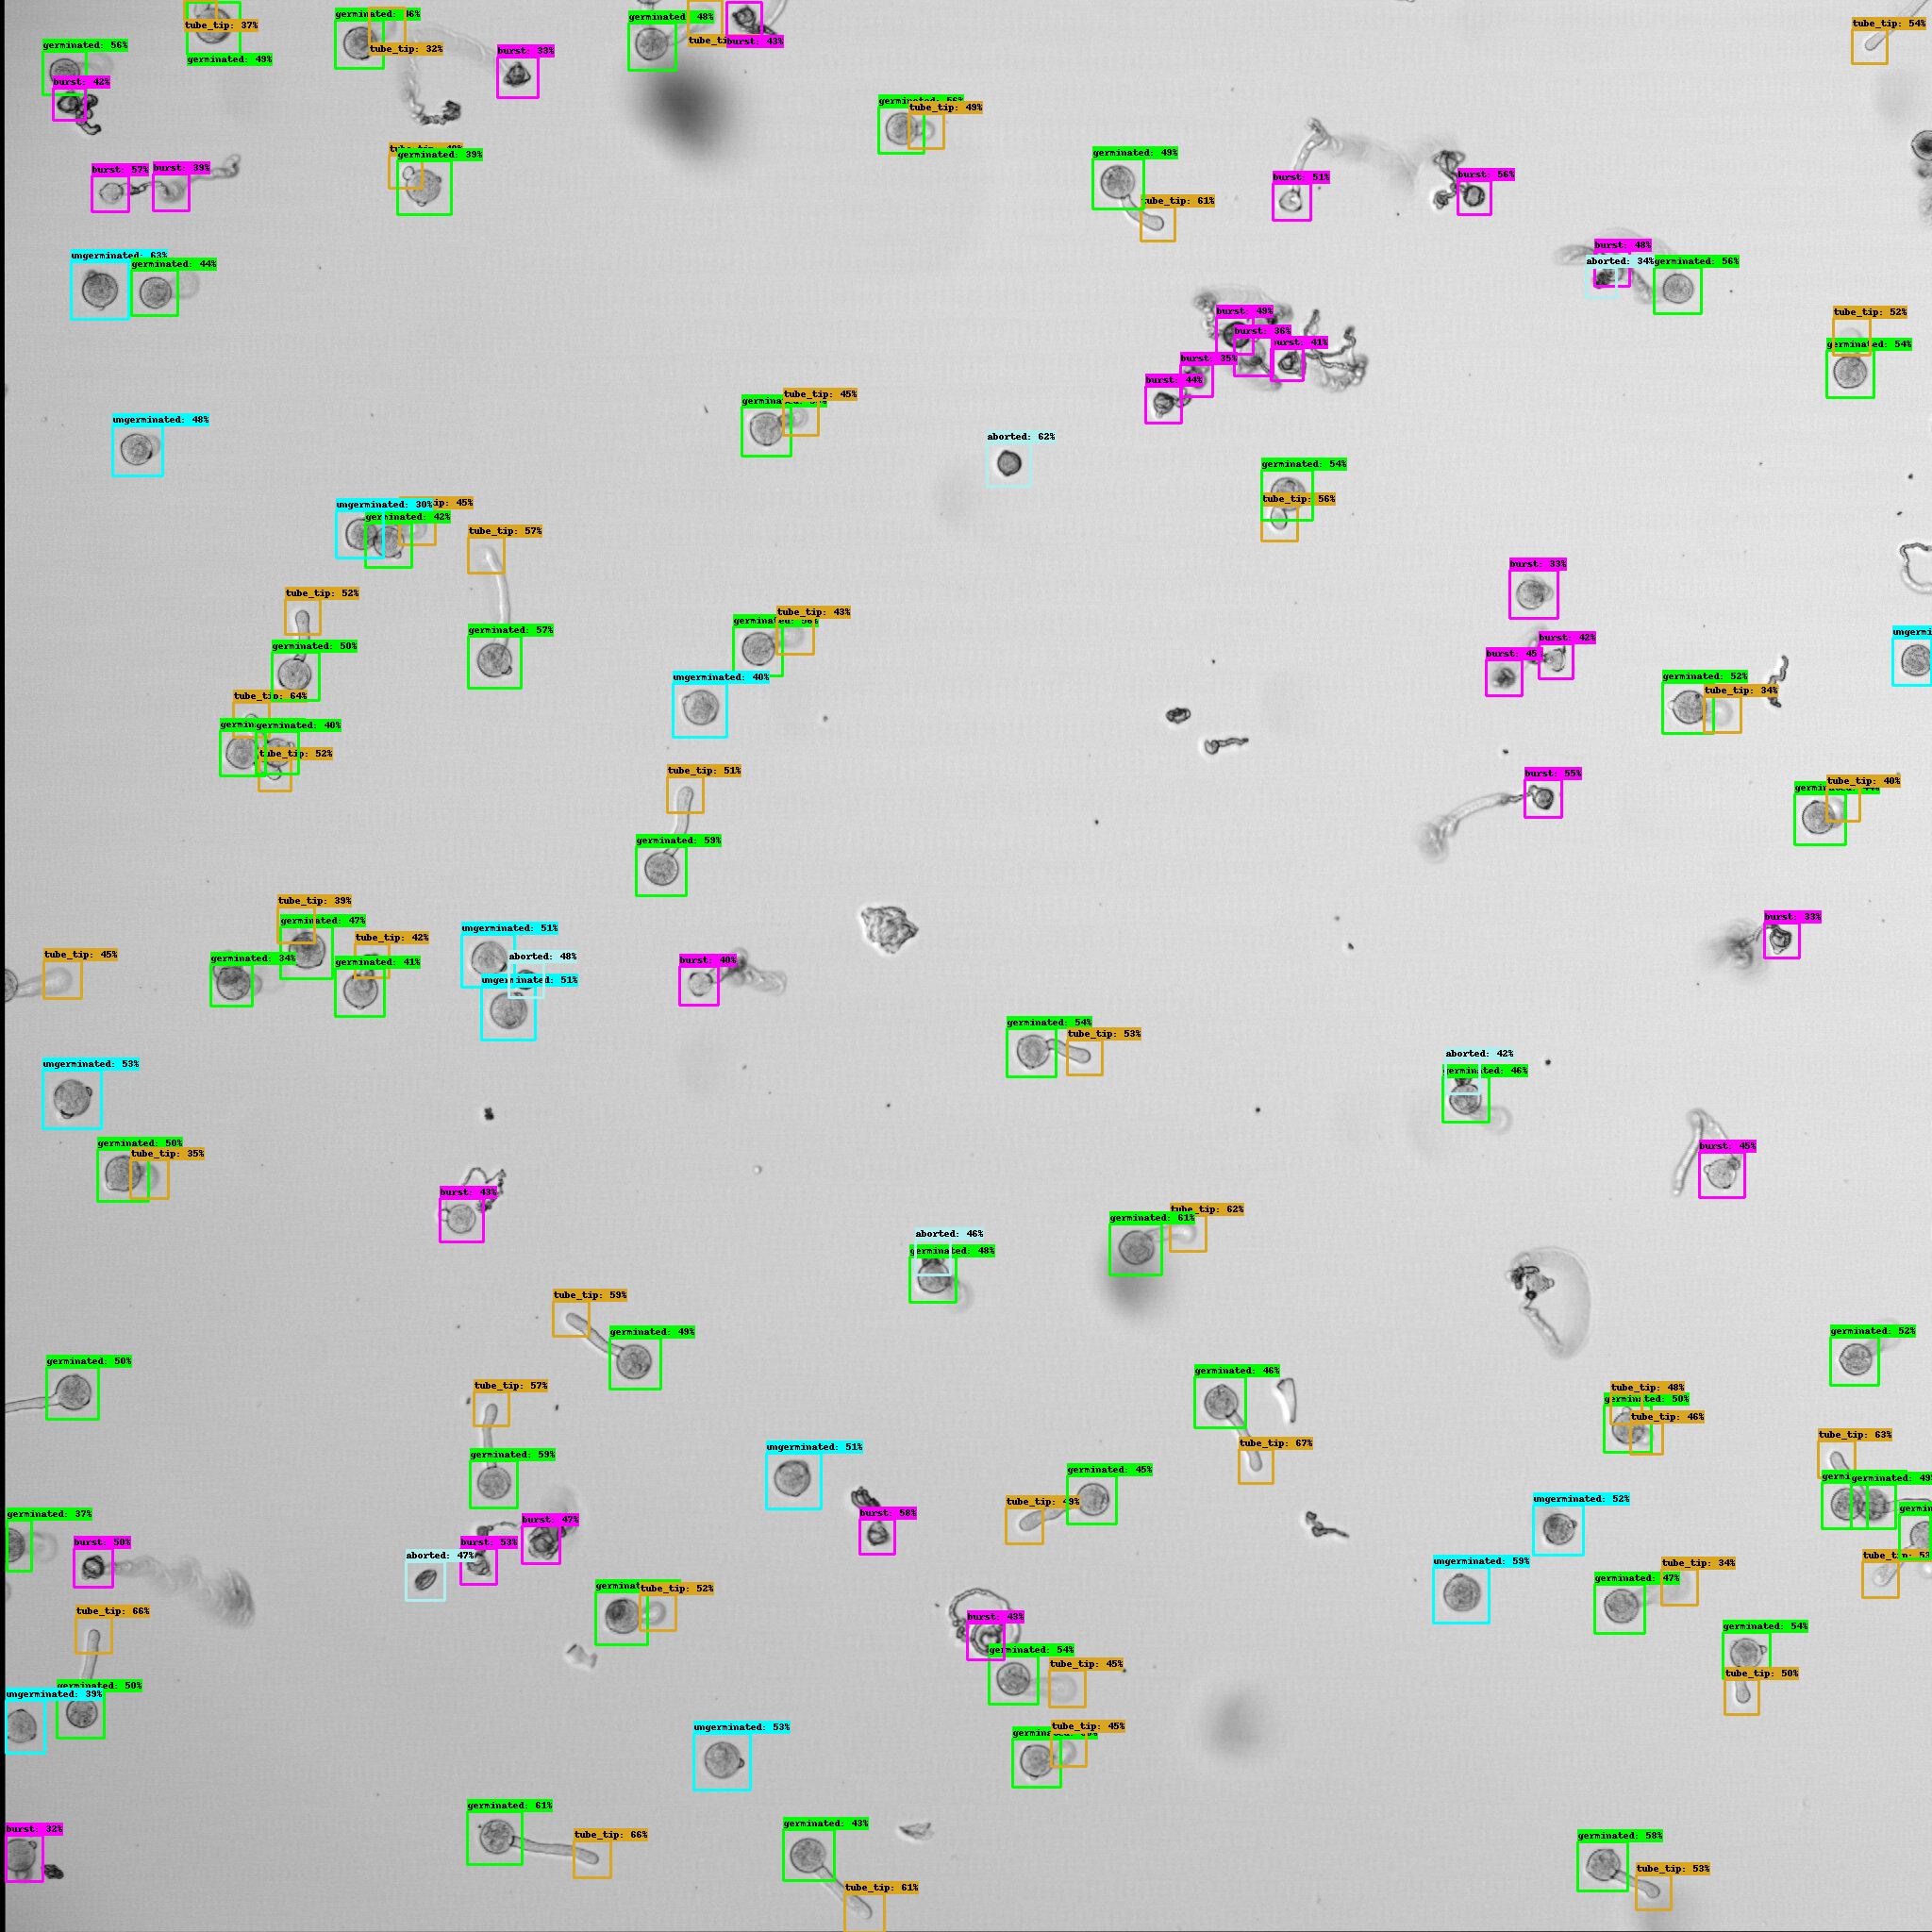 tube_tip: 37%
germinated: 49%
tube_tip: 32%
germinated: 56%
burst: 42%
burst: 33%
germinated: 48%
burst: 43%
tube_tip: 54%
tube_tip: 49%
burst: 57%
burst: 39%
germinated: 39%
germinated: 49%
tube_tip: 61%
burst: 51%
burst: 56%
ungerminated: 63%
germinated: 44%
burst: 48%
aborted: 34%
germinated: 56%
tube_tip: 52%
germinated: 54%
burst: 49%
burst: 36%
burst: 41%
burst: 35%
burst: 44%
tube_tip: 45%
ungerminated: 48%
aborted: 62%
germinated: 54%
tube_tip: 56%
ungerminated: 30%
germinated: 42%
tube_tip: 57%
burst: 33%
tube_tip: 52%
tube_tip: 43%
germinated: 57%
germinated: 50%
burst: 42%
burst: 45
ungerminated: 40%
germinated: 52%
tube_tip: 34%
tube_tip: 64%
germinated: 40%
tube_tip: 52%
tube_tip: 51%
burst: 55%
tube_tip: 40%
germinated: 59%
tube_tip: 39%
germinated: 47%
tube_tip: 42%
ungerminated: 51%
burst: 33%
tube_tip: 45%
germinated: 34%
germinated: 41%
aborted: 48%
ungerminated: 51%
burst: 40%
germinated: 54%
tube_tip: 53%
aborted: 42%
germinated: 46%
ungerminated: 53%
germinated: 50%
tube_tip: 35%
burst: 45%
burst: 43%
tube_tip: 62%
germinated: 61%
aborted: 46%
germinated: 48%
tube_tip: 59%
germinated: 49%
germinated: 52%
germinated: 50%
tube_tip: 57%
germinated: 46%
tube_tip: 48%
germinated: 50%
tube_tip: 46%
tube_tip: 63%
germinated: 59%
ungerminated: 51%
tube_tip: 67%
germinated: 45%
tube_tip: 49%
ungerminated: 52%
germinated: 37%
burst: 50%
burst: 47%
burst: 53%
aborted: 47%
burst: 58%
ungerminated: 59%
tube_tip: 34%
germinated: 47%
tube_tip: 52%
tube_tip: 66%
burst: 43%
germinated: 54%
tube_tip: 45%
germinated: 54%
tube_tip: 50%
germinated: 50%
ungerminated: 39%
ungerminated: 53%
tube_tip: 45%
germinated: 61%
tube_tip: 66%
germinated: 43%
tube_tip: 61%
burst: 32%
germinated: 58%
tube_tip: 53%